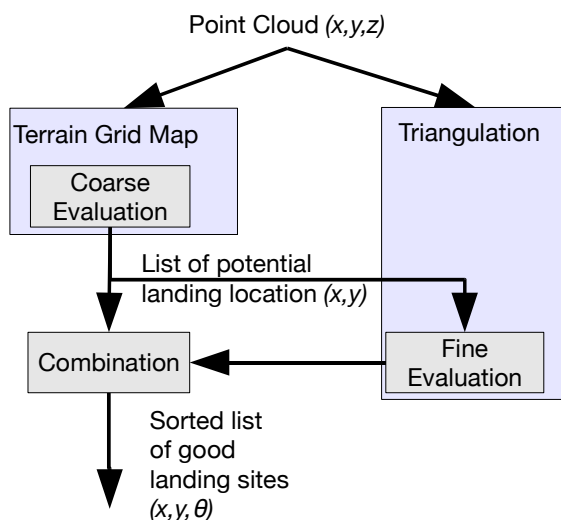 Point Cloud (x,y,z)
Terrain Grid Map
Triangulation
Coarse
Evaluation
List of potential
landing location (x,y)
Combination
Fine
Evaluation
Sorted list
of good
landing sites
(x,y,θ)